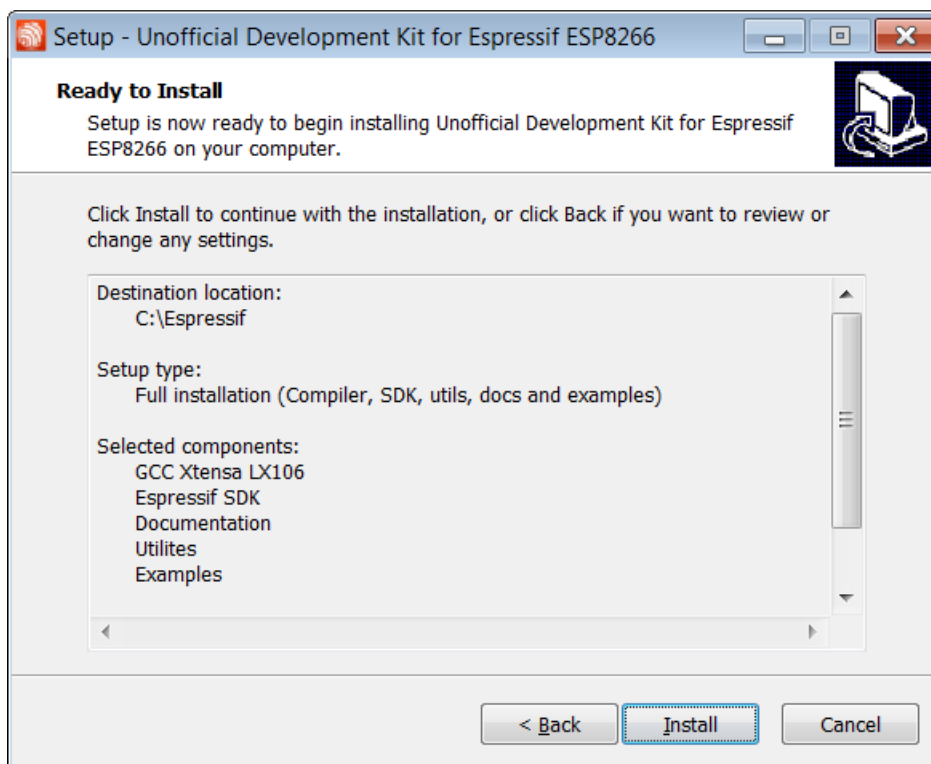 Setup - Unofficial Development Kit for Espressif ESP8266
Ready to Install
Setup is now ready to begin installing Unofficial Development Kit for Espressif
ESP8266 on your computer.
Click Install to continue with the installation, or click Back if you want to review or
change any settings.
Destination location:
C:\Espressif
Setup type:
Full installation (Compiler, SDK, utils, docs and examples)
Selected components:
GCC Xtensa LX106
Espressif SDK
Documentation
Utilites
Examples
< Back
Install
Cancel